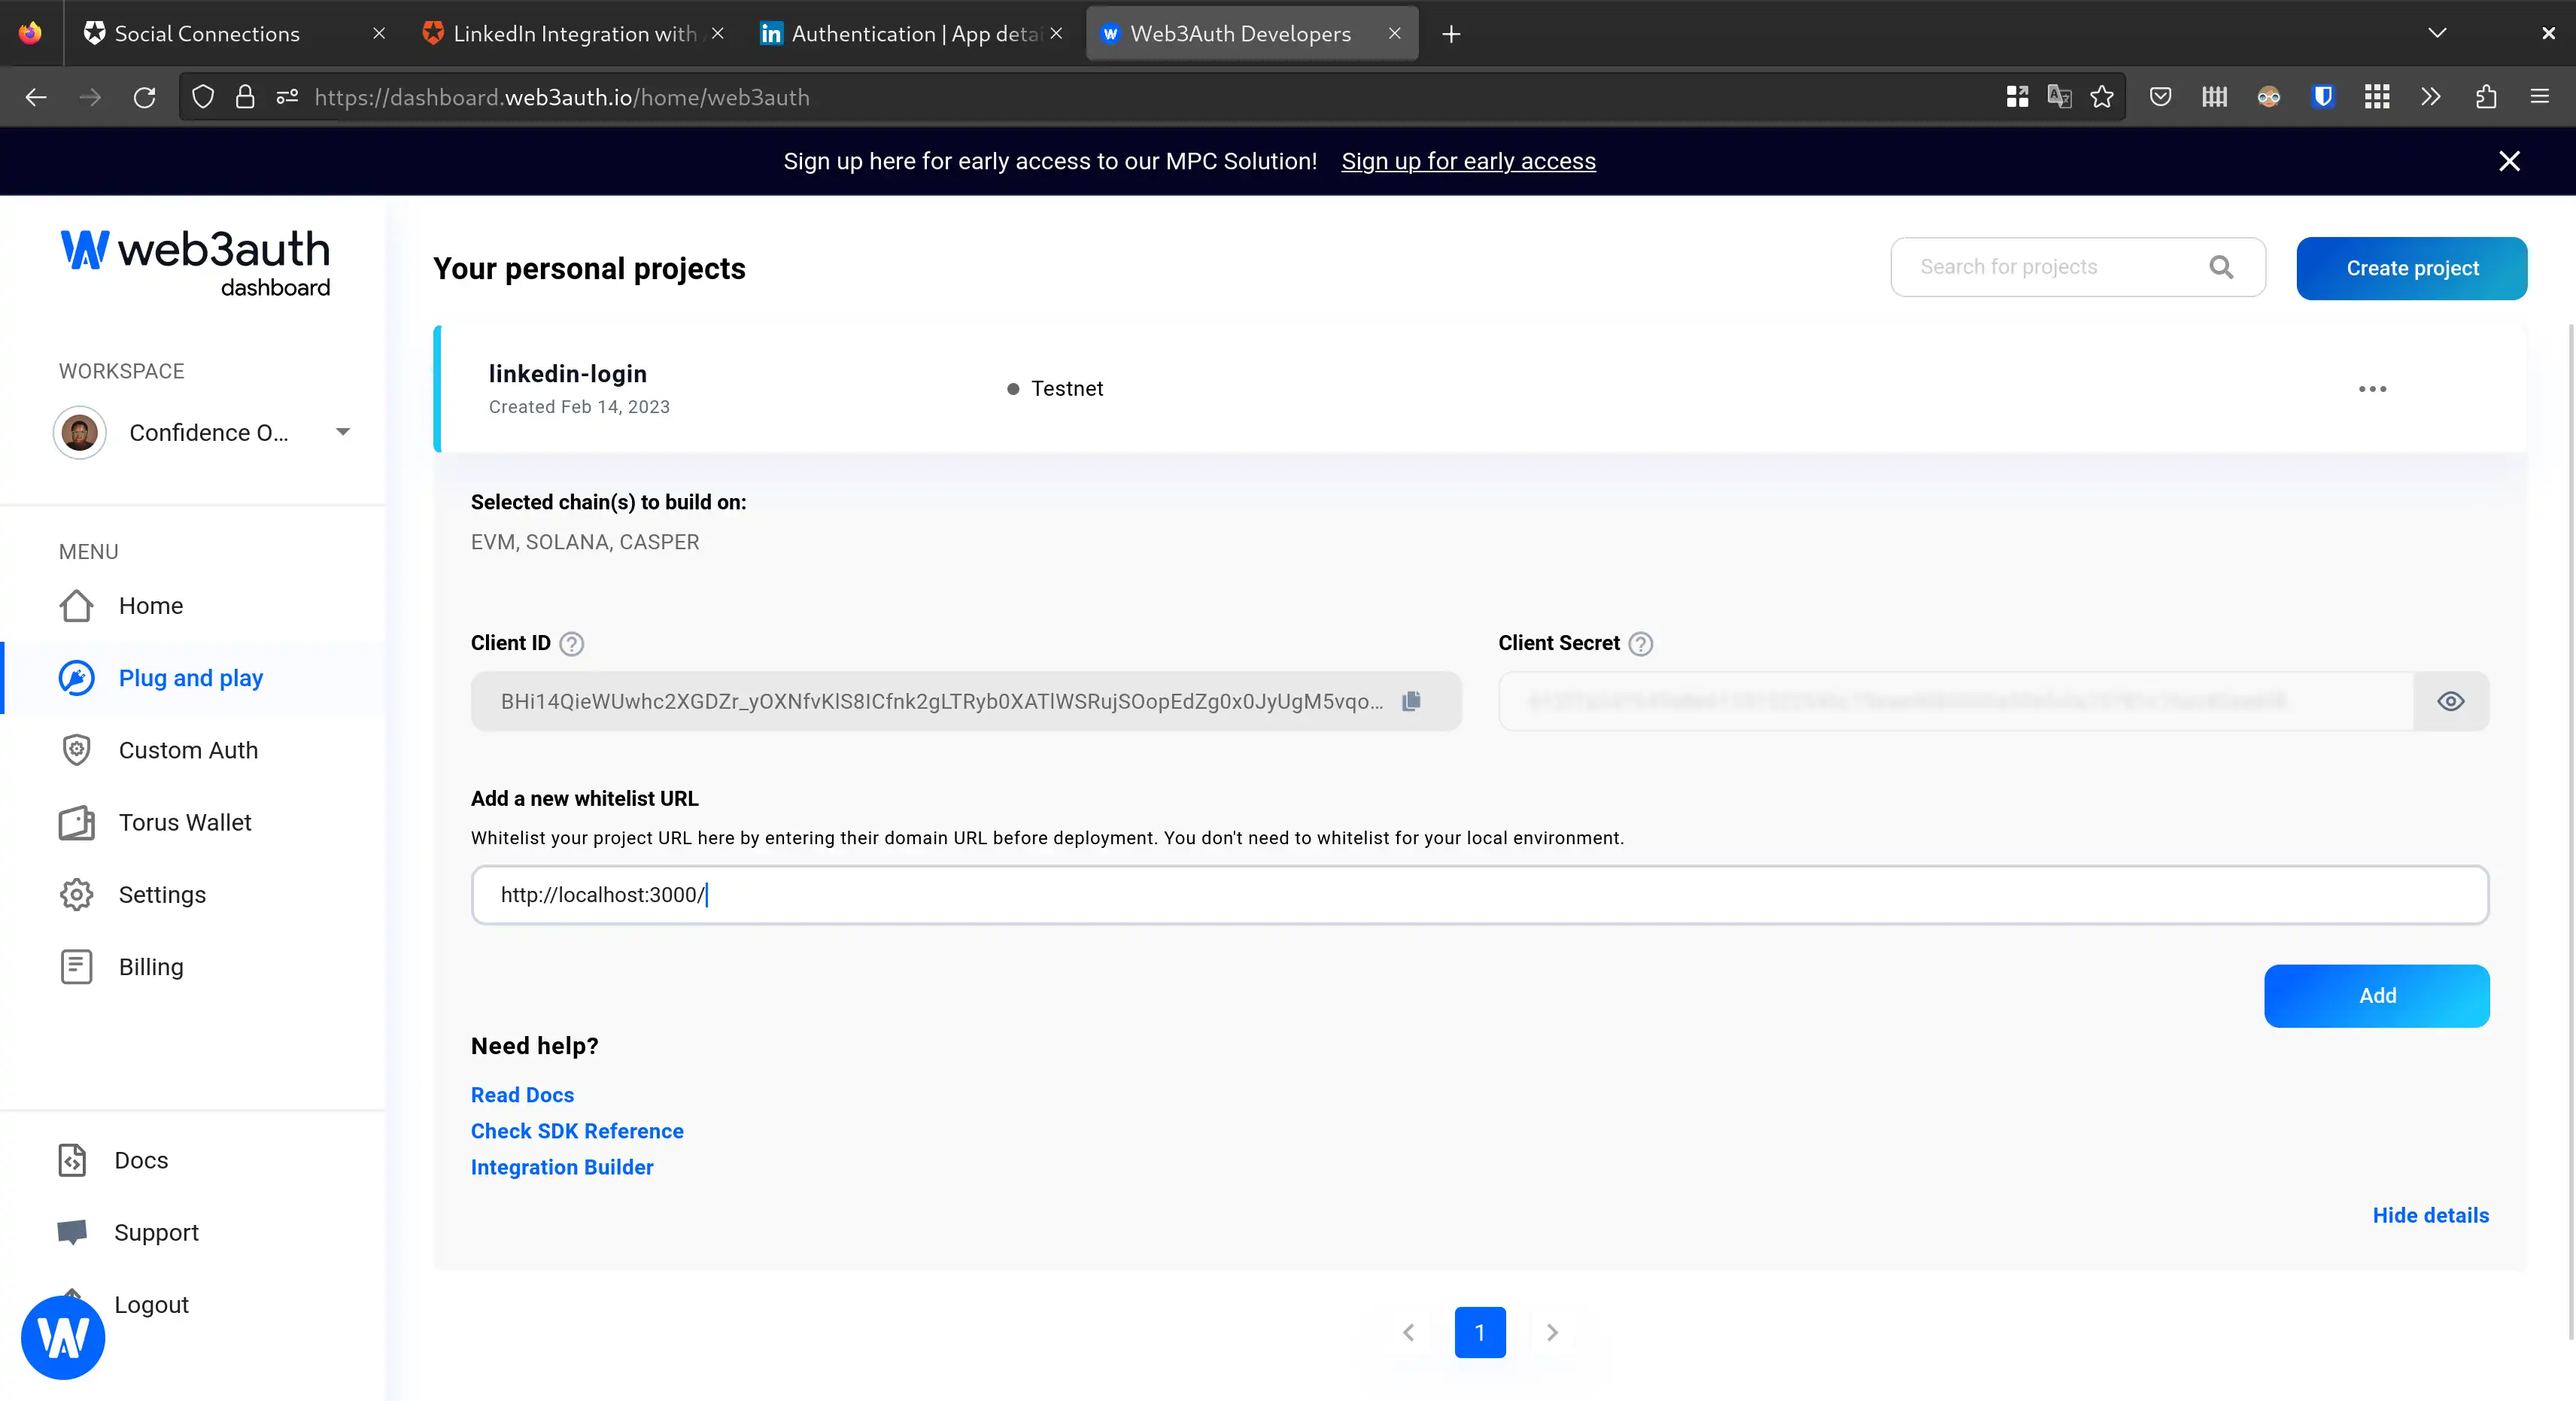 Social Connections
LinkedIn Integration with
Authentication | App detai
Web3Auth Developers
https://dashboard.web3auth.io/home/web3auth
Sign up here for early access to our MPC Solution! Sign up for early access
web3auth
dashboard
Your personal projects
Search for projects
Create project
WORKSPACE
Confidence O...
linkedin-login
Created Feb 14, 2023
Testnet
Selected chain(s) to build on:
EVM, SOLANA, CASPER
MENU
Home
Plug and play
Custom Auth
Torus Wallet
Settings
Billing
Client ID
Client Secret
BHi14QieWUwhc2XGDZr_yOXNfvKlS8ICfnk2gLTRyb0XATlWSRujSOopEdZg0x0JyUgM5vqo...
Add a new whitelist URL
Whitelist your project URL here by entering their domain URL before deployment. You don't need to whitelist for your local environment.
http://localhost:3000/
Add
Need help?
Read Docs
Check SDK Reference
Integration Builder
Hide details
Docs
Support
Logout
1